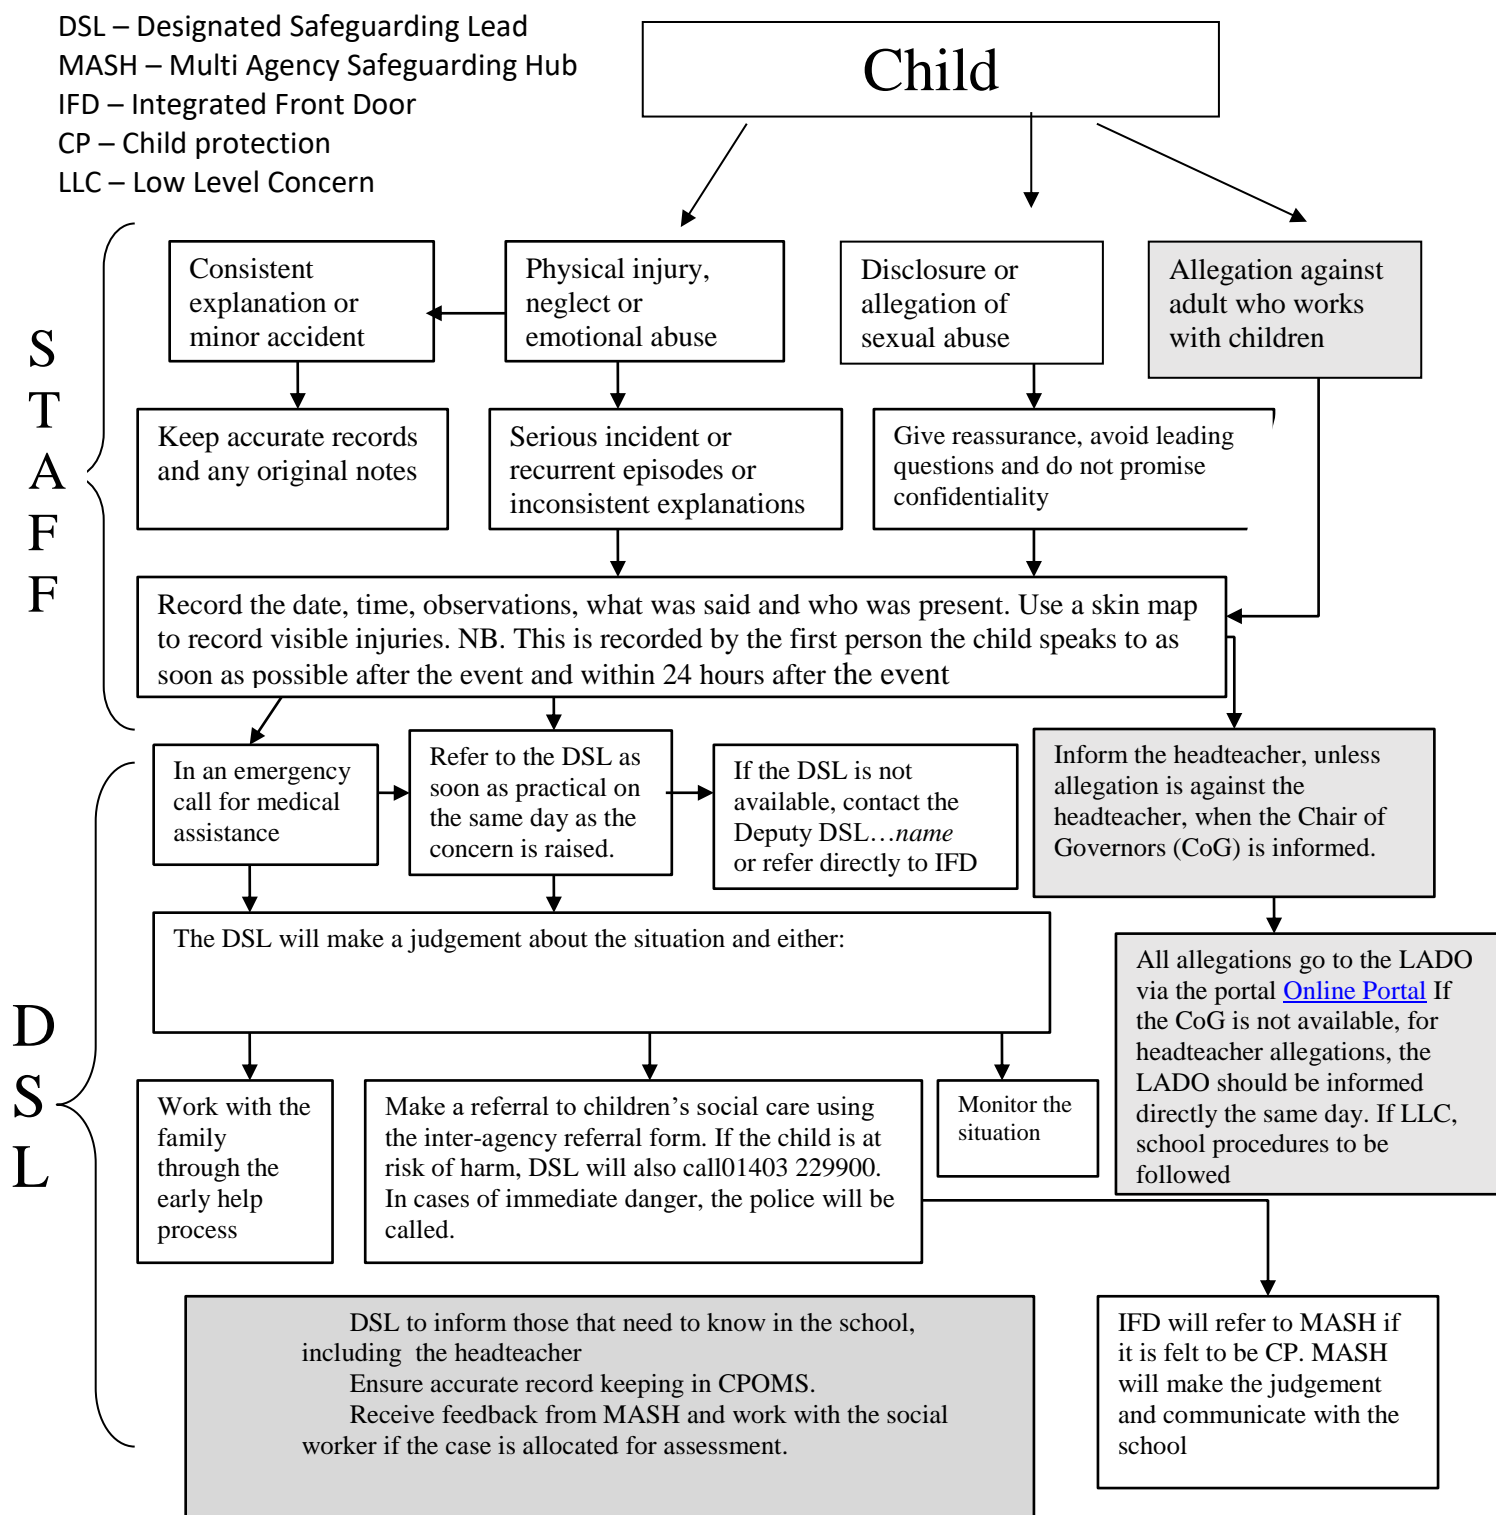 DSL – Designated Safeguarding Lead
MASH – Multi Agency Safeguarding Hub
IFD – Integrated Front Door
CP – Child protection
LLC – Low Level Concern
Child
S
T
A
F
F
Consistent
explanation or
minor accident
Physical injury,
neglect or
emotional abuse
Disclosure or
allegation of
sexual abuse
Allegation against
adult who works
with children
Keep accurate records
and any original notes
Serious incident or
recurrent episodes or
inconsistent explanations
Give reassurance, avoid leading
questions and do not promise
confidentiality
Record the date, time, observations, what was said and who was present. Use a skin map
to record visible injuries. NB. This is recorded by the first person the child speaks to as
soon as possible after the event and within 24 hours after the event
D
S
L
In an emergency
call for medical
assistance
Refer to the DSL as
soon as practical on
the same day as the
concern is raised.
If the DSL is not
available, contact the
Deputy DSL…name
or refer directly to IFD
Inform the headteacher, unless
allegation is against the
headteacher, when the Chair of
Governors (CoG) is informed.
The DSL will make a judgement about the situation and either:
All allegations go to the LADO
via the portal Online Portal If
the CoG is not available, for
headteacher allegations, the
LADO should be informed
directly the same day. If LLC,
school procedures to be
followed
Work with the
family
through the
early help
process
Make a referral to children’s social care using
the inter-agency referral form. If the child is at
risk of harm, DSL will also call01403 229900.
In cases of immediate danger, the police will be
called.
Monitor the
situation
DSL to inform those that need to know in the school,
including  the headteacher
Ensure accurate record keeping in CPOMS.
Receive feedback from MASH and work with the social
worker if the case is allocated for assessment.
IFD will refer to MASH if
it is felt to be CP. MASH
will make the judgement
and communicate with the
school